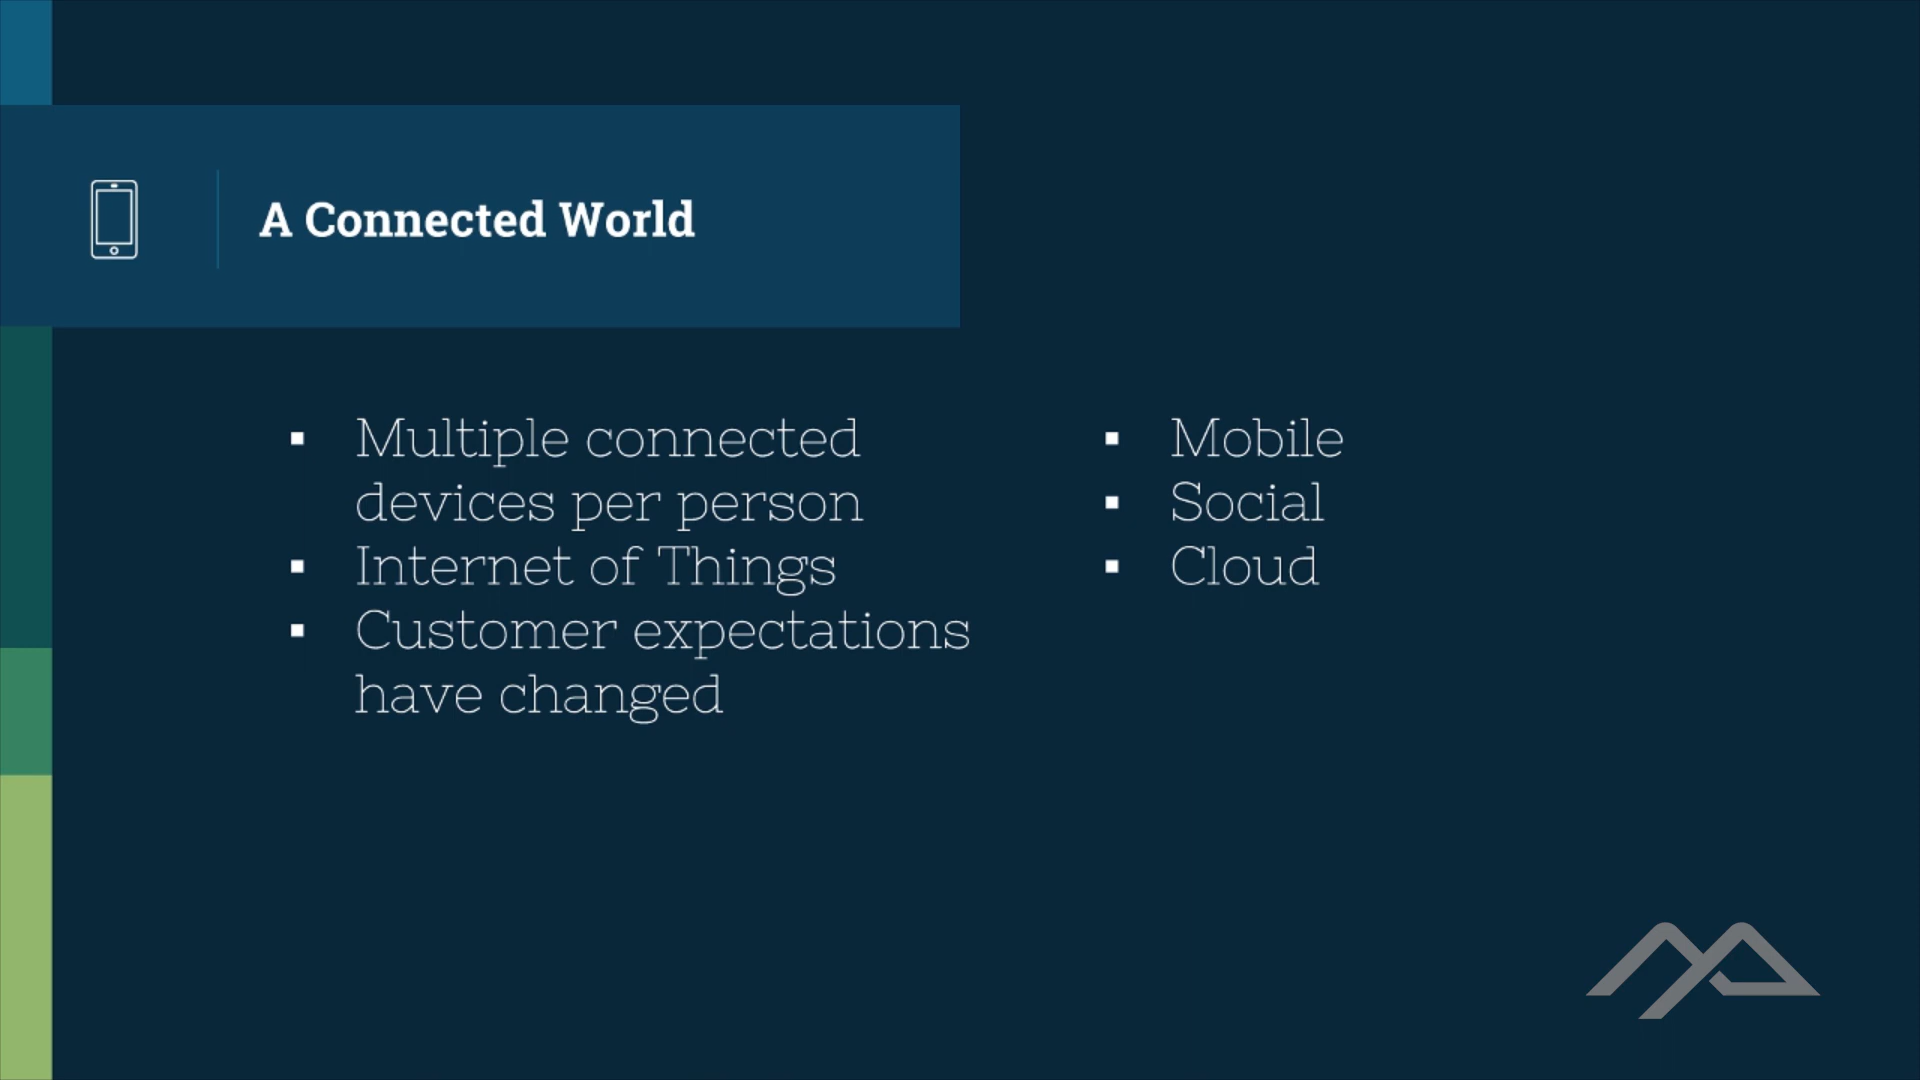 A Connected World
▪ Multiple connected
devices per person
▪ Internet of Things
▪ Customer expectations
have changed
▪ Mobile
▪ Social
▪ Cloud